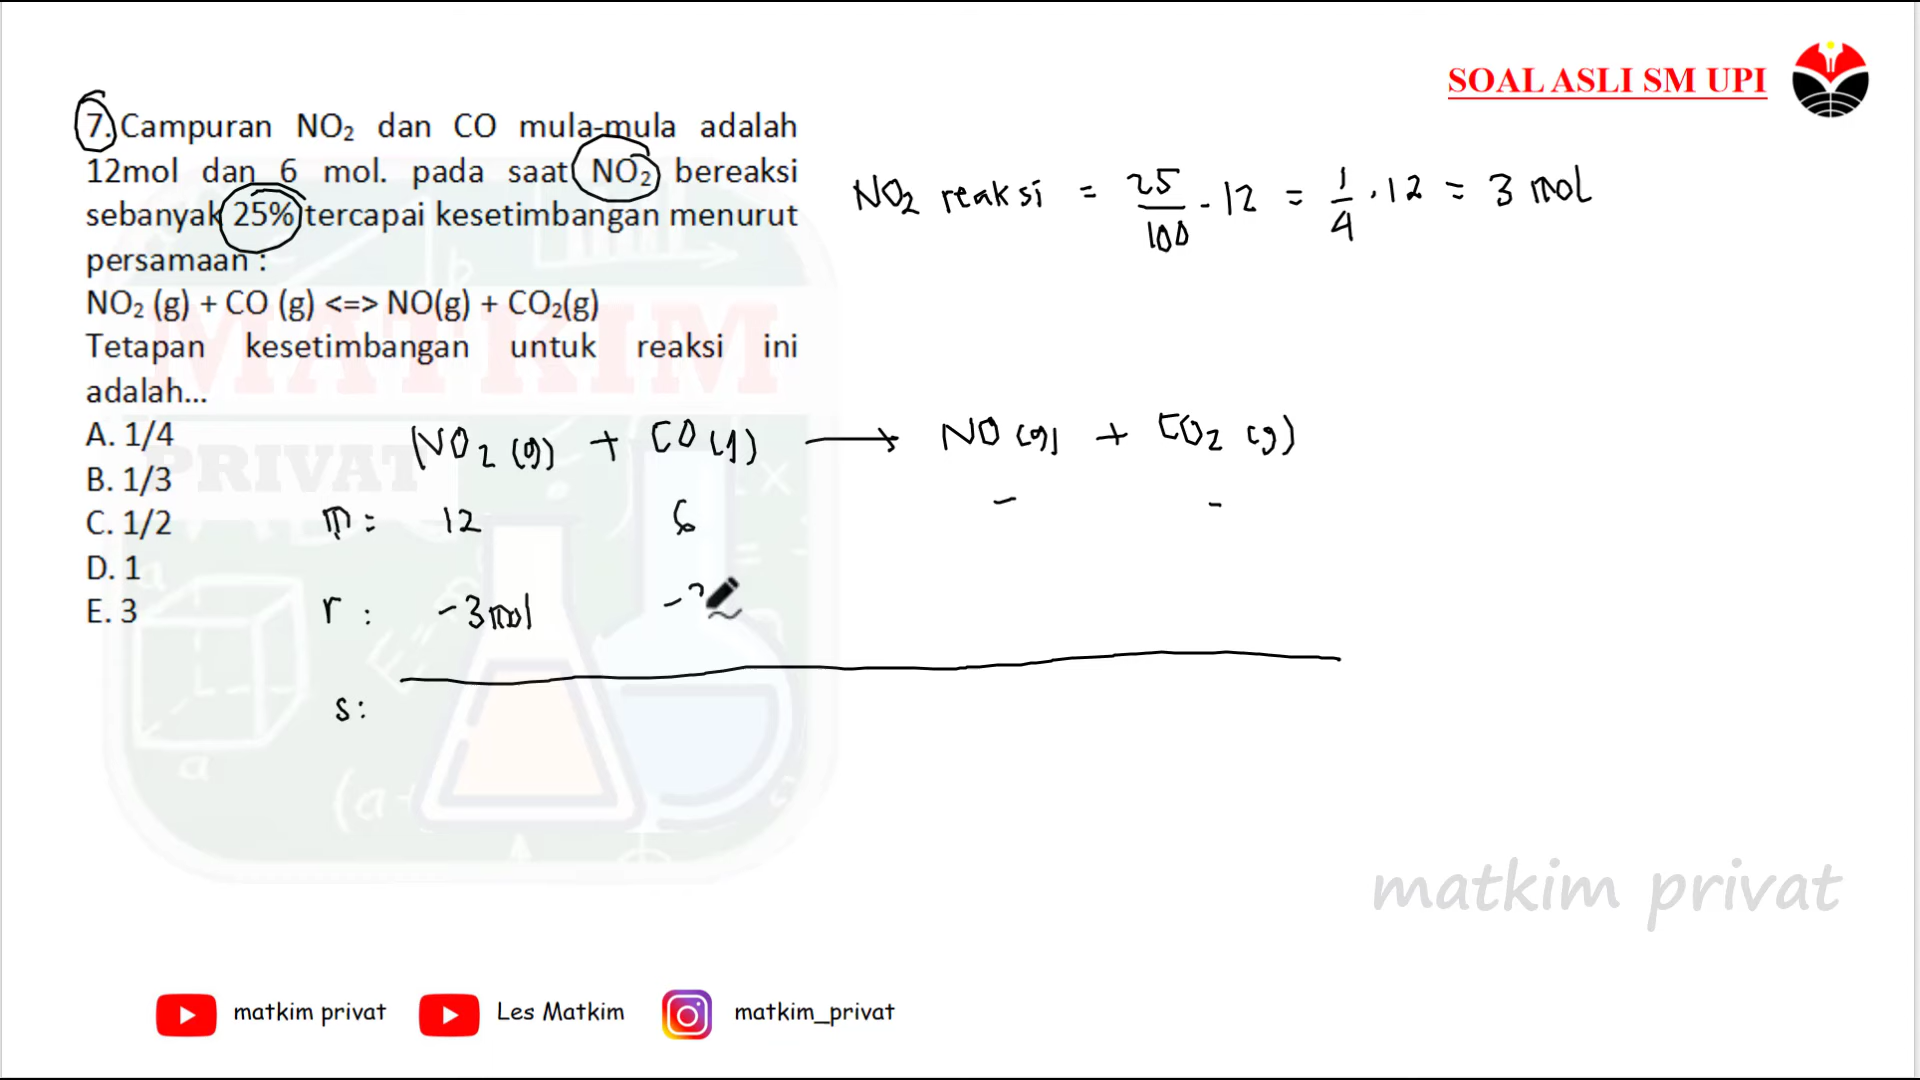 SOAL ASLI SM UPI
7. Campuran NO₂ dan CO mula-mula adalah
12mol dan 6 mol. pada saat NO₂ bereaksi
sebanyak 25% tercapai kesetimbangan menurut
persamaan :
NO₂ (g) + CO (g) <=> NO(g) + CO₂(g)
Tetapan kesetimbangan untuk reaksi ini
adalah...
A. 1/4
B. 1/3
C. 1/2
D. 1
E. 3
NO₂ reaksi = 25/100 . 12 = 1/4 . 12 = 3 mol
NO₂ (g) + CO (g) → NO (g) + CO₂ (g)
m : 12 6 - -
r : -3 mol -
s :
MATKIM
PRIVAT
matkim privat
matkim privat
Les Matkim
matkim_privat